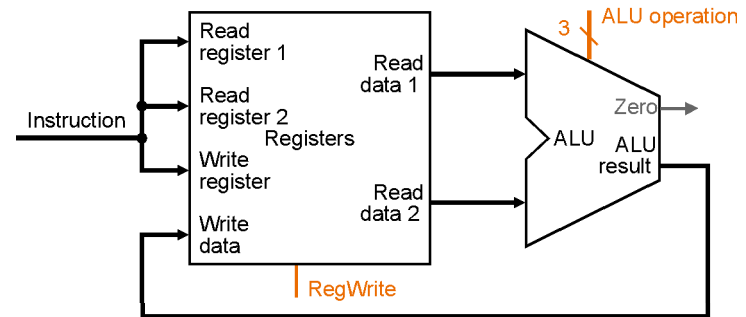 ALU operation
3
Read
register 1
Read
data 1
Read
register 2
Instruction
Registers
Zero
ALU
ALU
result
Write
register
Read
data 2
Write
data
RegWrite